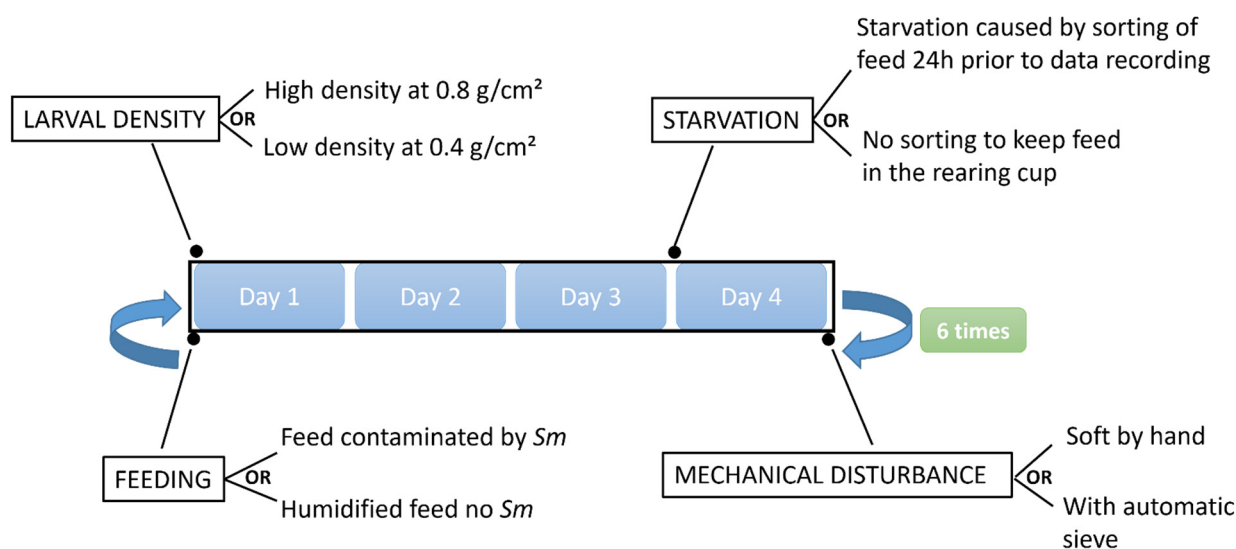 LARVAL DENSITY
OR
High density at 0.8 g/cm²
Low density at 0.4 g/cm²
STARVATION
OR
Starvation caused by sorting of
feed 24h prior to data recording
No sorting to keep feed
in the rearing cup
Day 1
Day 2
Day 3
Day 4
6 times
FEEDING
OR
Feed contaminated by Sm
Humidified feed no Sm
MECHANICAL DISTURBANCE
OR
Soft by hand
With automatic
sieve